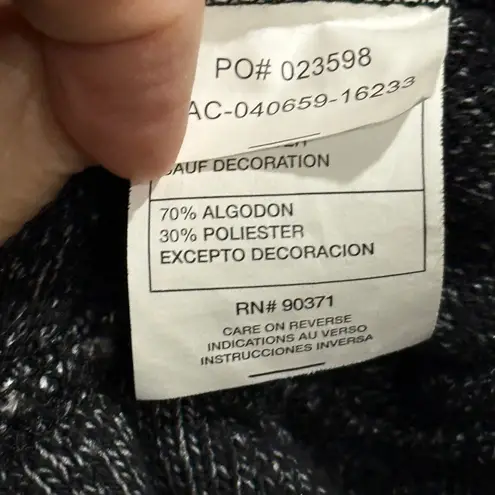 PO# 023598
AC-040659-16233
SAUF DECORATION
70% ALGODON
30% POLIESTER
EXCEPTO DECORACION
RN# 90371
CARE ON REVERSE
INDICATIONS AU VERSO
INSTRUCCIONES INVERSA